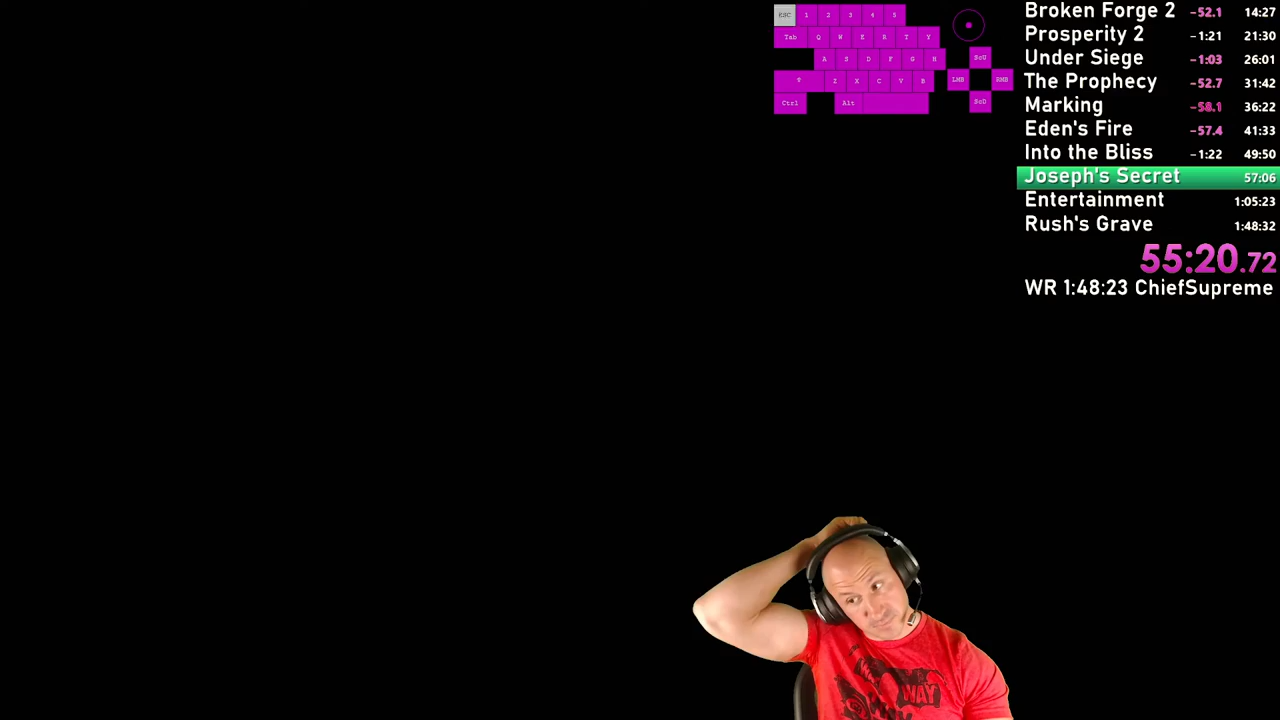 ESC 1 2 3 4 5
Tab Q W E R T Y
A S D F G H
Z X C V B
Ctrl Alt
ScU
LMB RMB
ScD
Broken Forge 2 -52.1 14:27
Prosperity 2 -1:21 21:30
Under Siege -1:03 26:01
The Prophecy -52.7 31:42
Marking -58.1 36:22
Eden's Fire -57.4 41:33
Into the Bliss -1:22 49:50
Joseph's Secret 57:06
Entertainment 1:05:23
Rush's Grave 1:48:32
55:20.72
WR 1:48:23 ChiefSupreme
WAY